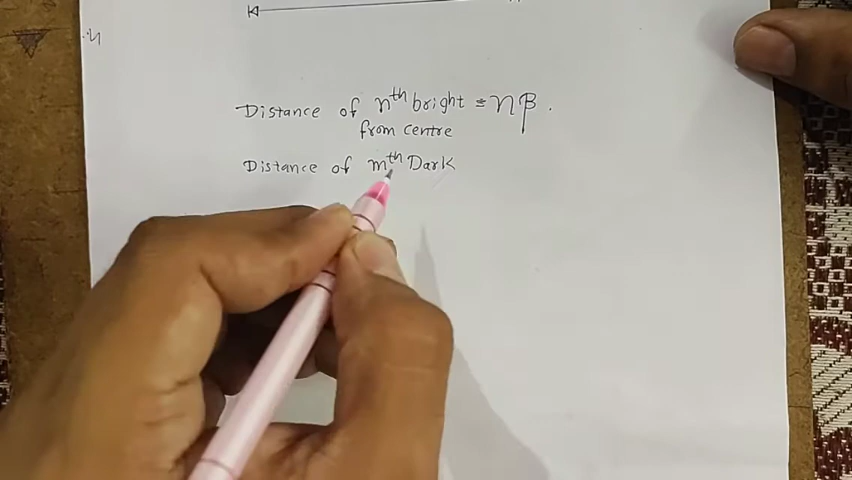 Distance of nth bright = nβ.
from centre
Distance of mth Dark